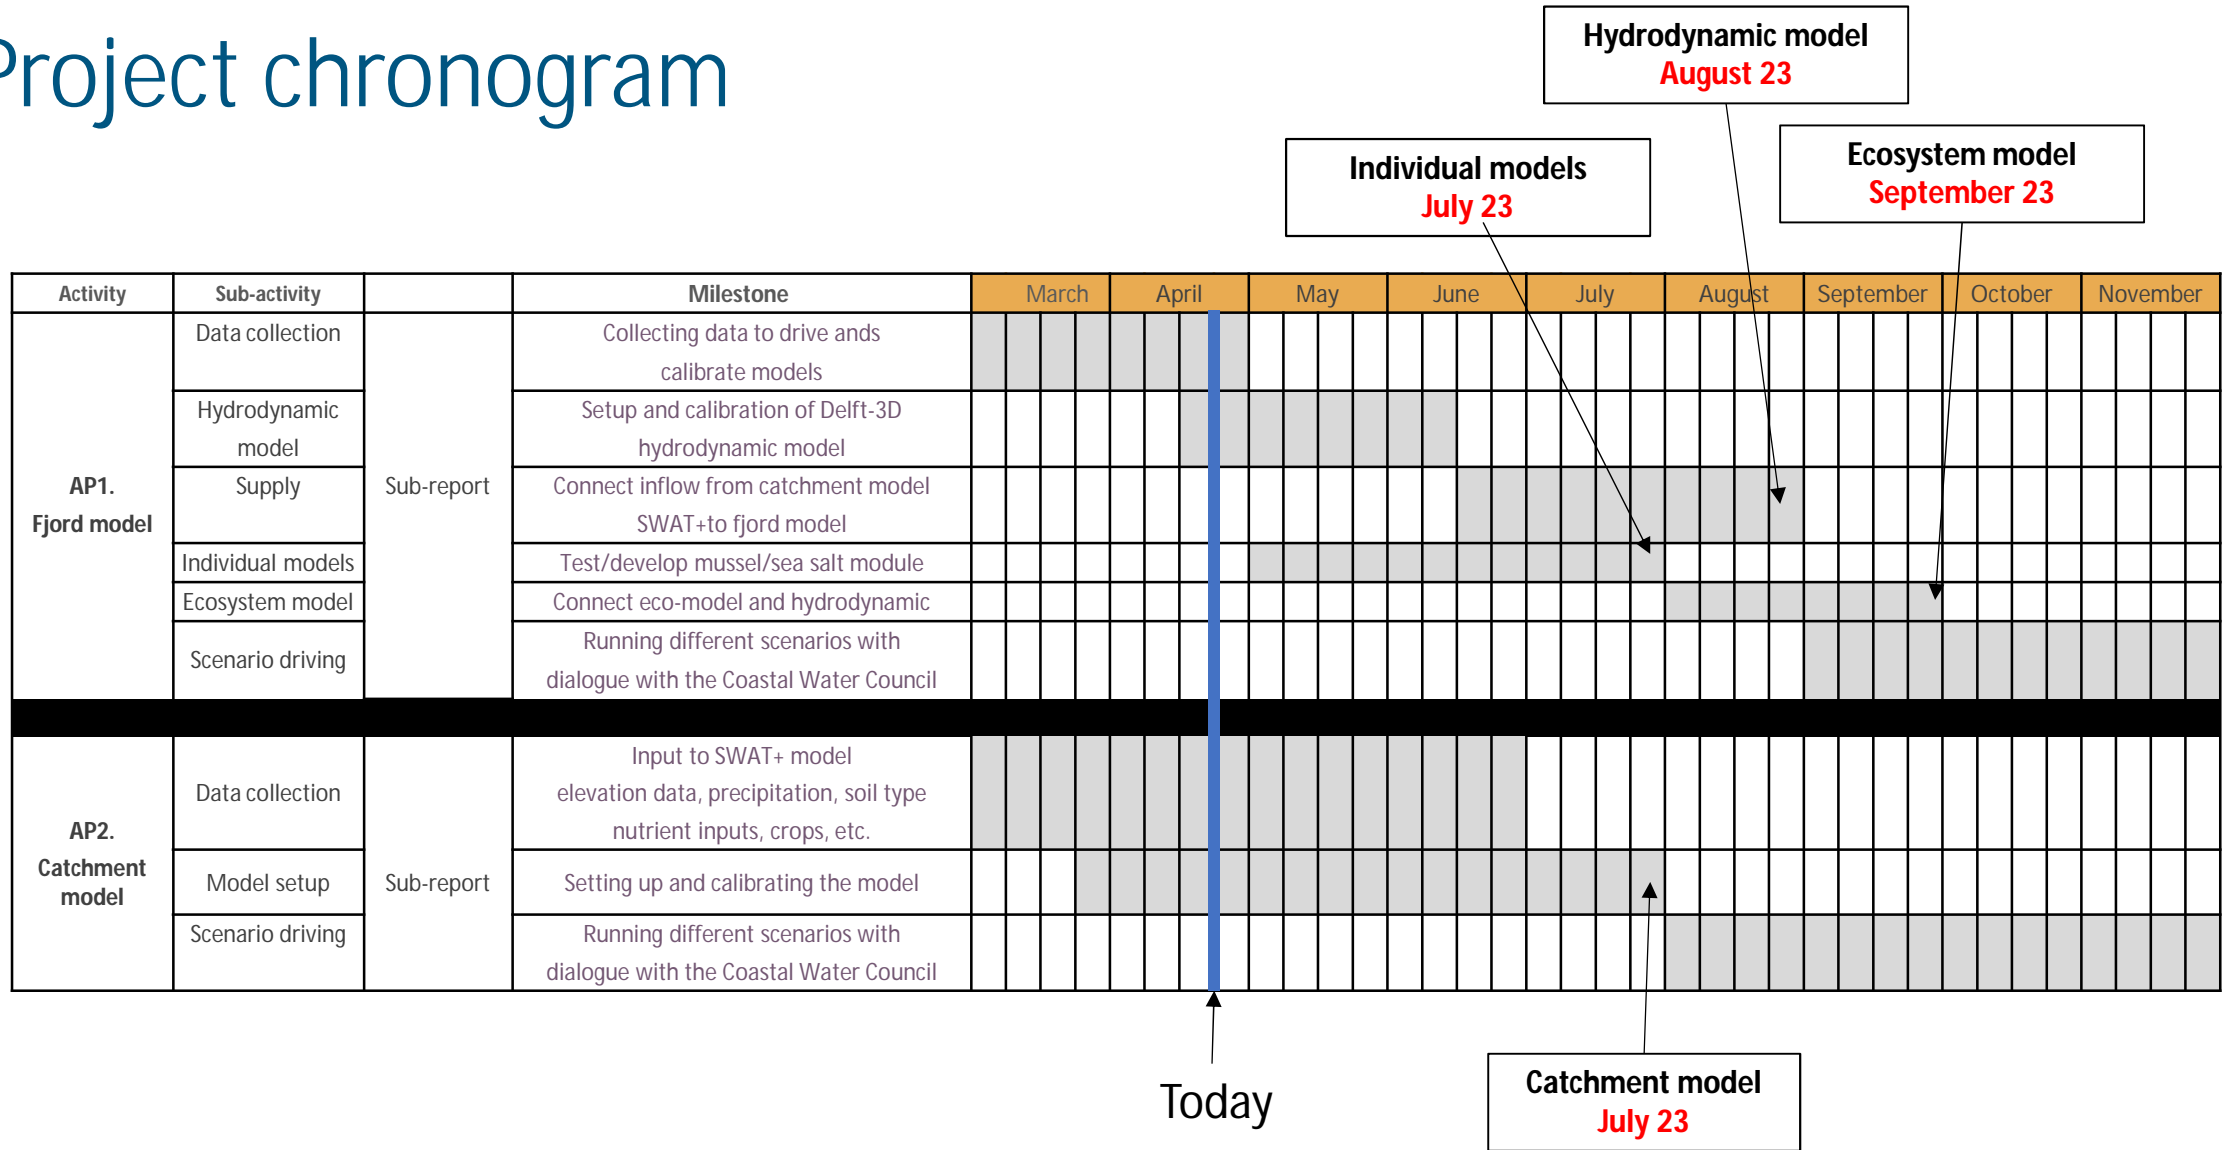 Project chronogram
Hydrodynamic model
August 23
Individual models
July 23
Ecosystem model
September 23
Activity Sub-activity Milestone March April May June July August September October November
AP1.
Fjord model
Sub-report
Data collection
Collecting data to drive ands
calibrate models
Hydrodynamic
model
Setup and calibration of Delft-3D
hydrodynamic model
Supply
Connect inflow from catchment model
SWAT+to fjord model
Individual models
Test/develop mussel/sea salt module
Ecosystem model
Connect eco-model and hydrodynamic
Scenario driving
Running different scenarios with
dialogue with the Coastal Water Council
AP2.
Catchment
model
Sub-report
Data collection
Input to SWAT+ model
elevation data, precipitation, soil type
nutrient inputs, crops, etc.
Model setup
Setting up and calibrating the model
Scenario driving
Running different scenarios with
dialogue with the Coastal Water Council
Today
Catchment model
July 23